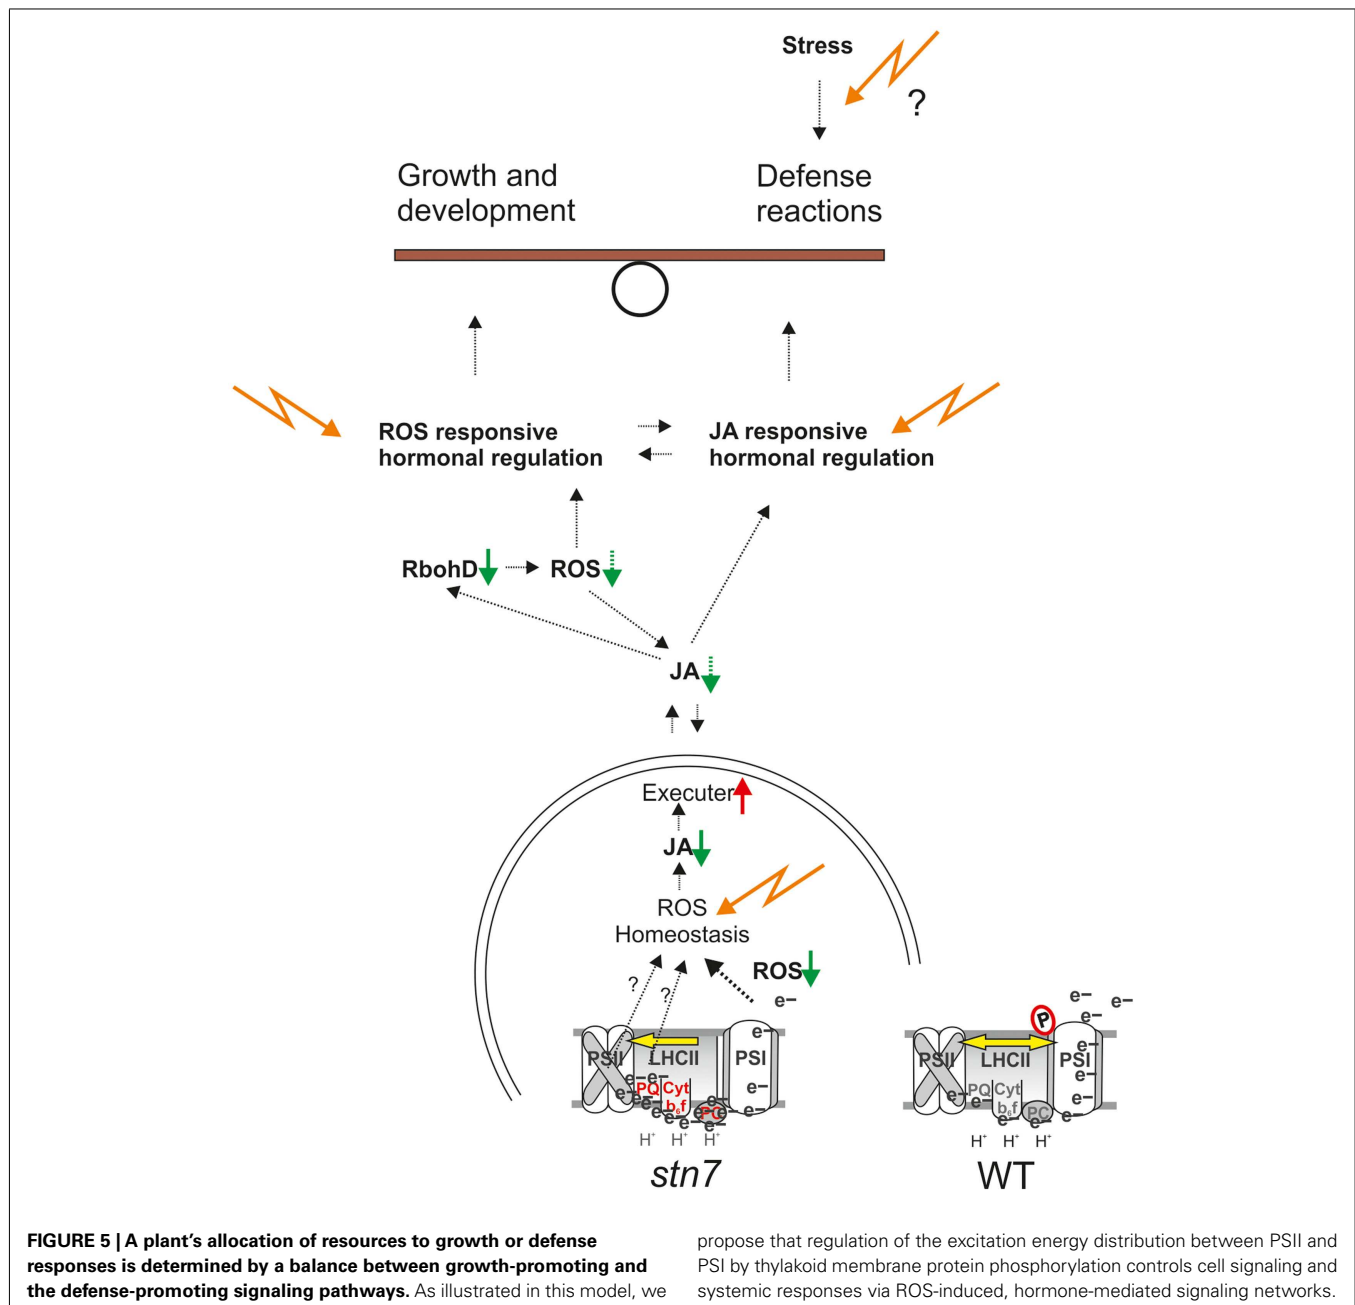 Stress
?
Growth and
development
Defense
reactions
ROS responsive
hormonal regulation
JA responsive
hormonal regulation
RbohD
ROS
JA
Executer
JA
ROS
Homeostasis
ROS
? ?
e–
e–
PSII LHCII PSI
e– e– e–
e– PQ Cyt
e– e– b6f PC e– e–
e– e– e– e–
H+ H+ H+
stn7
e– e–
P e–
e–
PSII LHCII PSI
e–
PQ Cyt e–
e– e– b6f PC e–
e– e–
H+ H+ H+
WT
FIGURE 5 | A plant's allocation of resources to growth or defense
responses is determined by a balance between growth-promoting and
the defense-promoting signaling pathways. As illustrated in this model, we
propose that regulation of the excitation energy distribution between PSII and
PSI by thylakoid membrane protein phosphorylation controls cell signaling and
systemic responses via ROS-induced, hormone-mediated signaling networks.